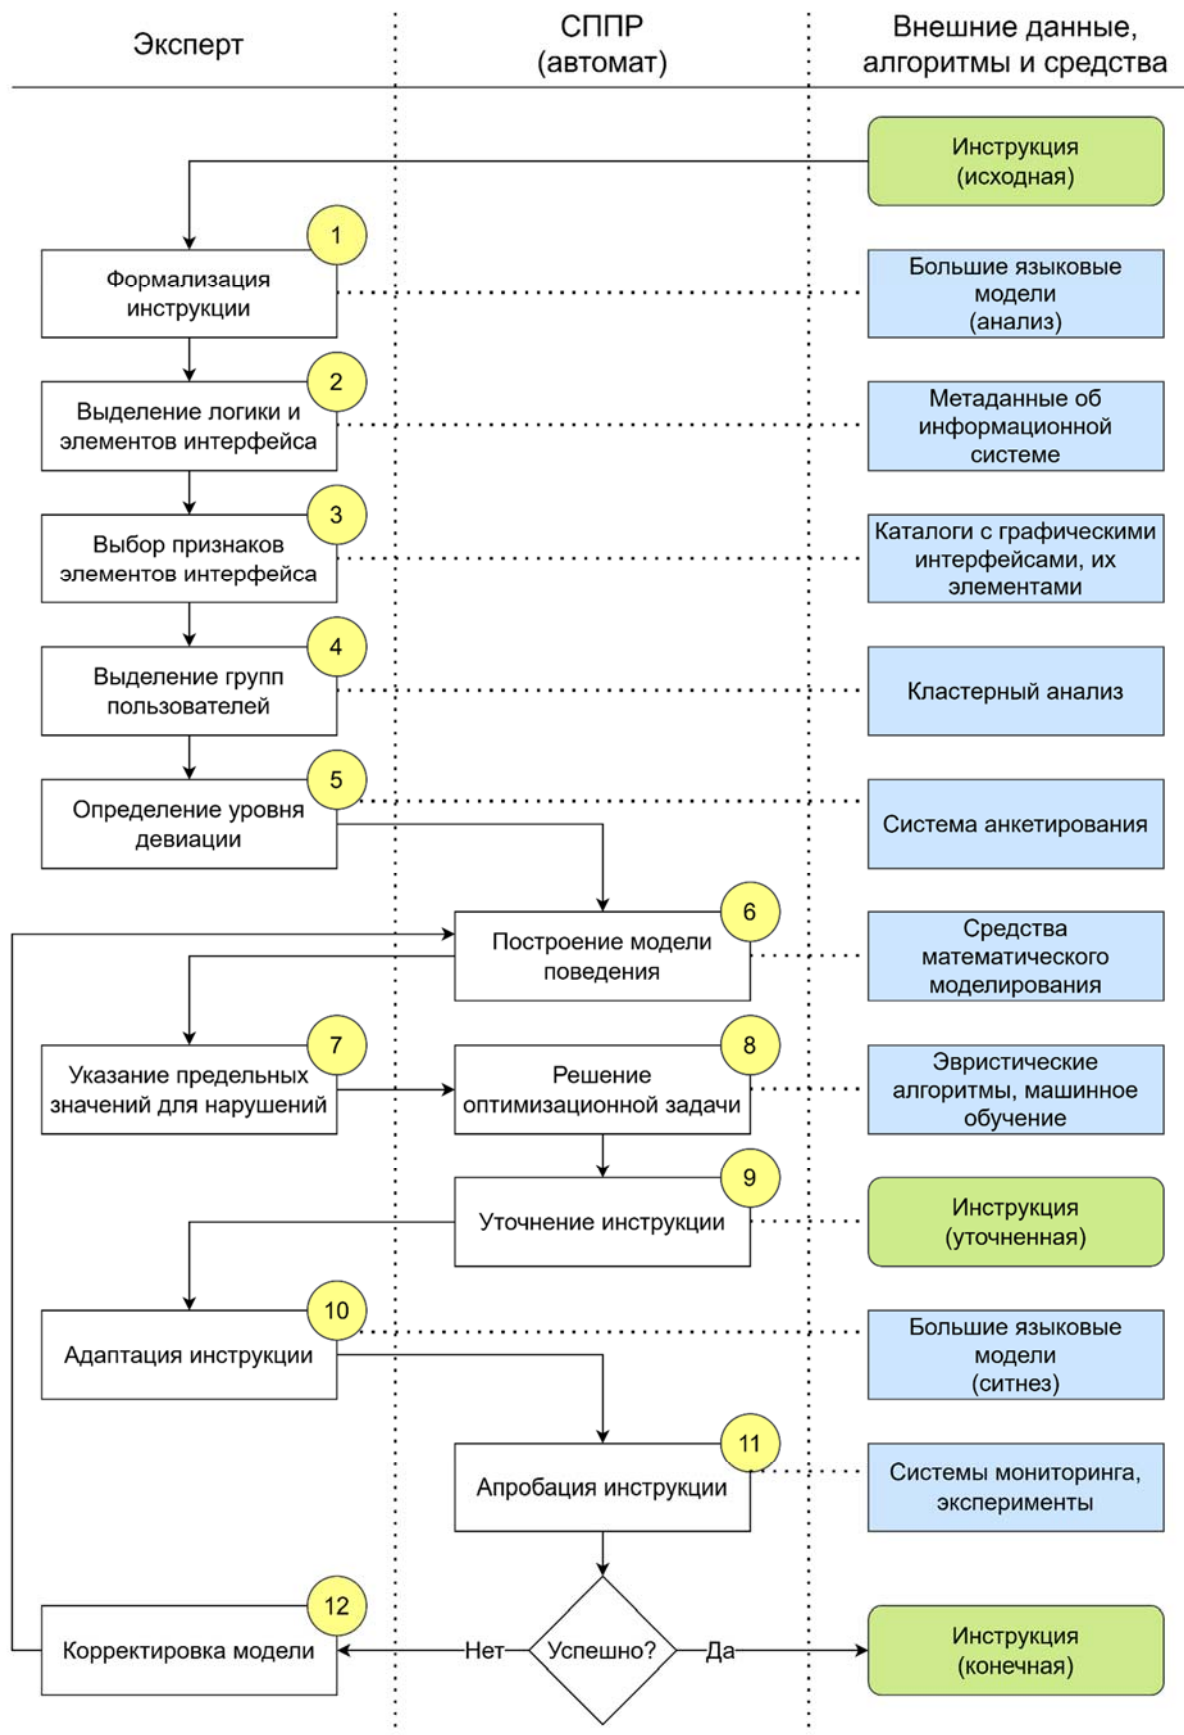 Эксперт
СППР
(автомат)
Внешние данные,
алгоритмы и средства
Инструкция
(исходная)
1
Формализация
инструкции
Большие языковые
модели
(анализ)
2
Выделение логики и
элементов интерфейса
Метаданные об
информационной
системе
3
Выбор признаков
элементов интерфейса
Каталоги с графическими
интерфейсами, их
элементами
4
Выделение групп
пользователей
Кластерный анализ
5
Определение уровня
девиации
Система анкетирования
6
Построение модели
поведения
Средства
математического
моделирования
7
Указание предельных
значений для нарушений
8
Решение
оптимизационной задачи
Эвристические
алгоритмы, машинное
обучение
9
Уточнение инструкции
Инструкция
(уточненная)
10
Адаптация инструкции
Большие языковые
модели
(ситнез)
11
Апробация инструкции
Системы мониторинга,
эксперименты
12
Корректировка модели
Нет
Успешно?
Да
Инструкция
(конечная)